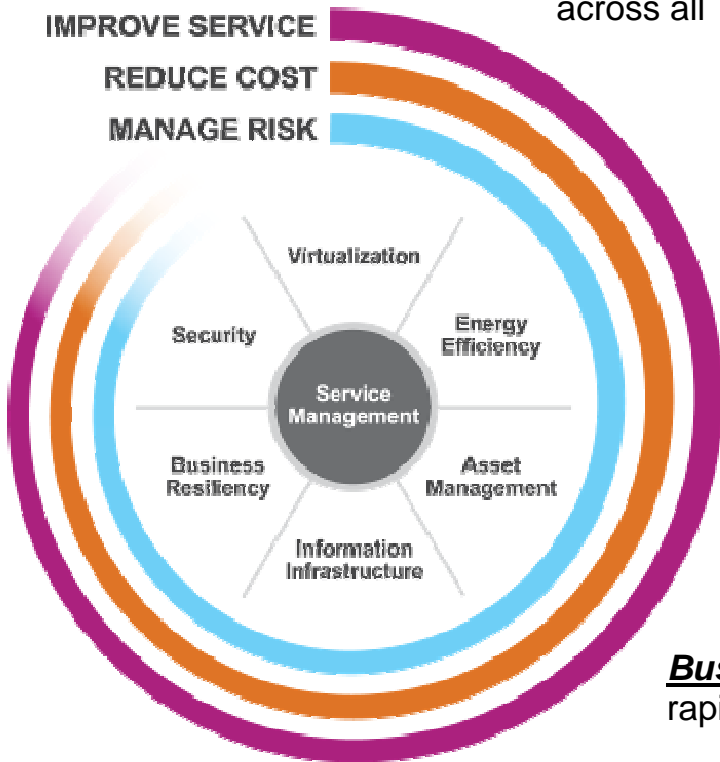 across all
IMPROVE SERVICE
REDUCE COST
MANAGE RISK
Virtualization
Security
Energy
Efficiency
Service
Management
Business
Resiliency
Asset
Management
Information
Infrastructure